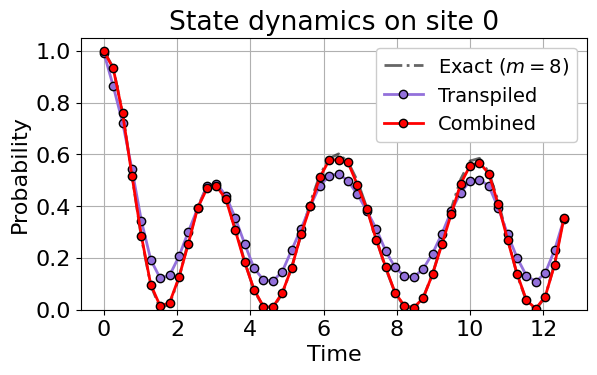 State dynamics on site 0
1.0
0.8
0.6
0.4
0.2
0.0
Probability
Exact (m = 8)
Transpiled
Combined
0 2 4 6 8 10 12
Time